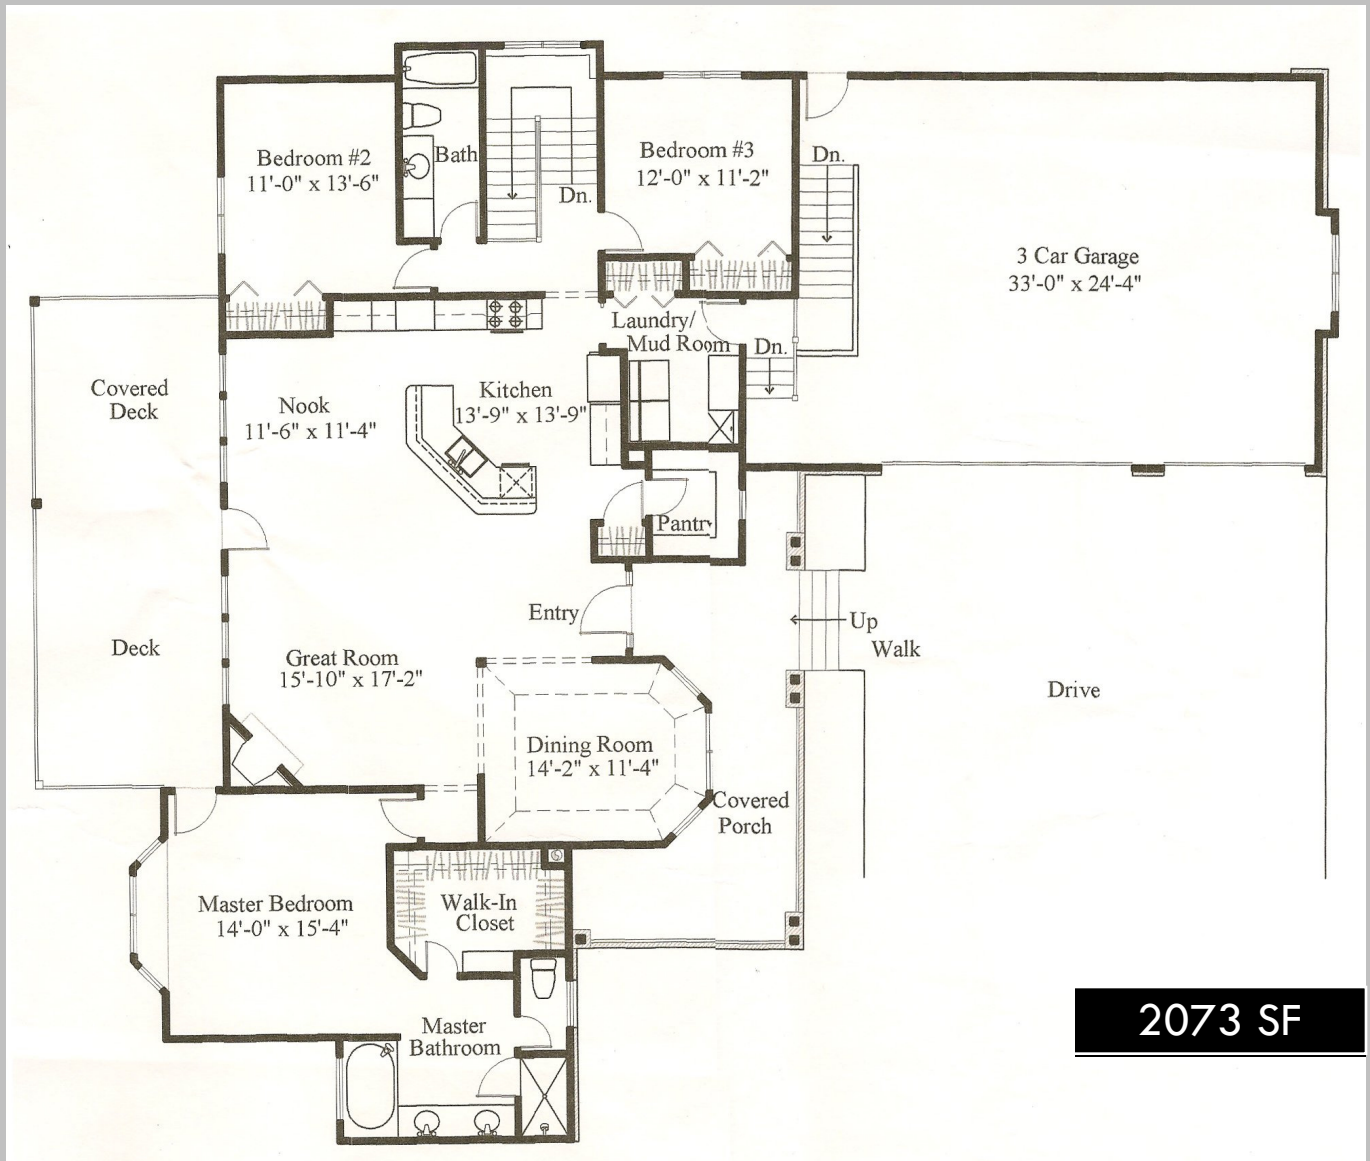 Bedroom #2
11'-0" x 13'-6"
Bath
Dn.
Bedroom #3
12'-0" x 11'-2"
Dn.
3 Car Garage
33'-0" x 24'-4"
Laundry/
Mud Room
Dn.
Covered
Deck
Nook
11'-6" x 11'-4"
Kitchen
13'-9" x 13'-9"
Pantry
Entry
Up
Walk
Deck
Great Room
15'-10" x 17'-2"
Drive
Dining Room
14'-2" x 11'-4"
Covered
Porch
Master Bedroom
14'-0" x 15'-4"
Walk-In
Closet
Master
Bathroom
2073 SF